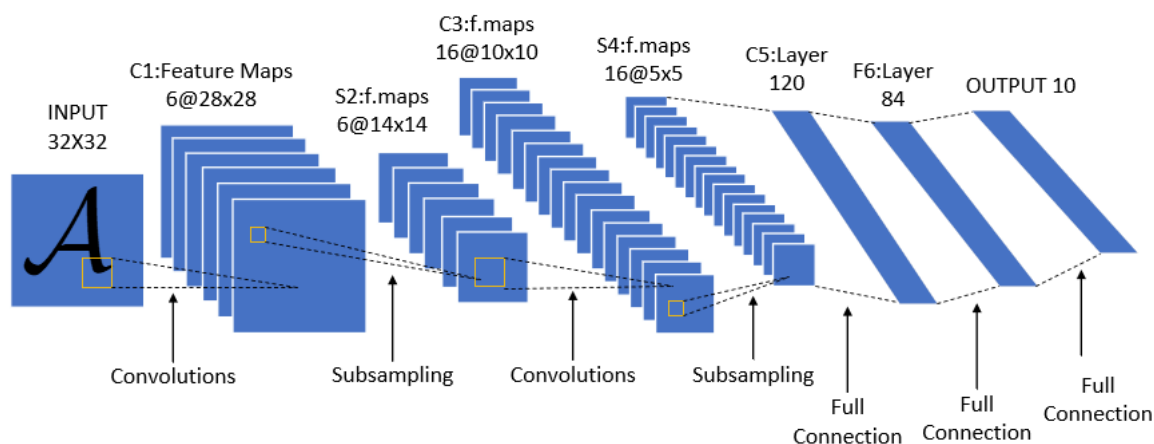 INPUT
32X32
A
C1:Feature Maps
6@28x28
S2:f.maps
6@14x14
C3:f.maps
16@10x10
S4:f.maps
16@5x5
C5:Layer
120
F6:Layer
84
OUTPUT 10
Convolutions
Subsampling
Convolutions
Subsampling
Full
Connection
Full
Connection
Full
Connection